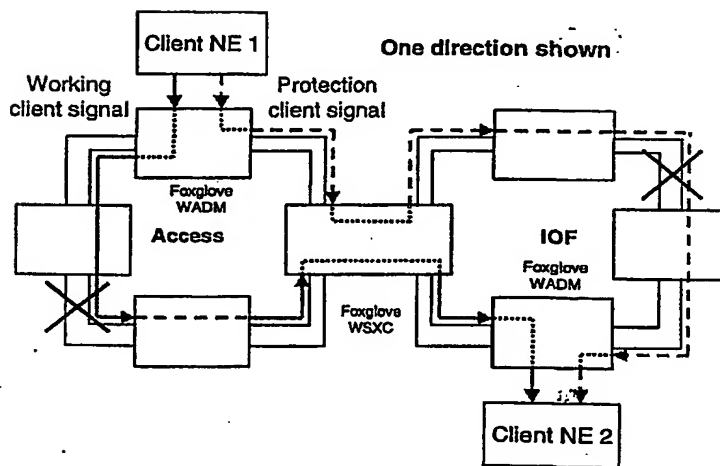 Client NE 1
One direction shown
Working
client signal
Protection
client signal
Foxglove
WADM
Access
IOF
Foxglove
WADM
Foxglove
WSXC
Client NE 2